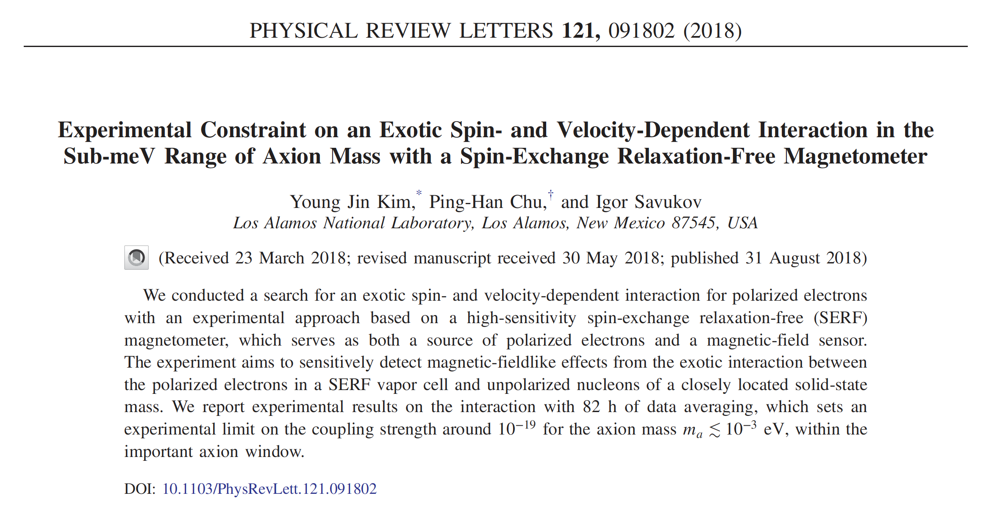 PHYSICAL REVIEW LETTERS 121, 091802 (2018)
Experimental Constraint on an Exotic Spin- and Velocity-Dependent Interaction in the
Sub-meV Range of Axion Mass with a Spin-Exchange Relaxation-Free Magnetometer
Young Jin Kim,* Ping-Han Chu,† and Igor Savukov
Los Alamos National Laboratory, Los Alamos, New Mexico 87545, USA
(Received 23 March 2018; revised manuscript received 30 May 2018; published 31 August 2018)
We conducted a search for an exotic spin- and velocity-dependent interaction for polarized electrons
with an experimental approach based on a high-sensitivity spin-exchange relaxation-free (SERF)
magnetometer, which serves as both a source of polarized electrons and a magnetic-field sensor.
The experiment aims to sensitively detect magnetic-fieldlike effects from the exotic interaction between
the polarized electrons in a SERF vapor cell and unpolarized nucleons of a closely located solid-state
mass. We report experimental results on the interaction with 82 h of data averaging, which sets an
experimental limit on the coupling strength around 10⁻¹⁹ for the axion mass mₐ ≲ 10⁻³ eV, within the
important axion window.
DOI: 10.1103/PhysRevLett.121.091802